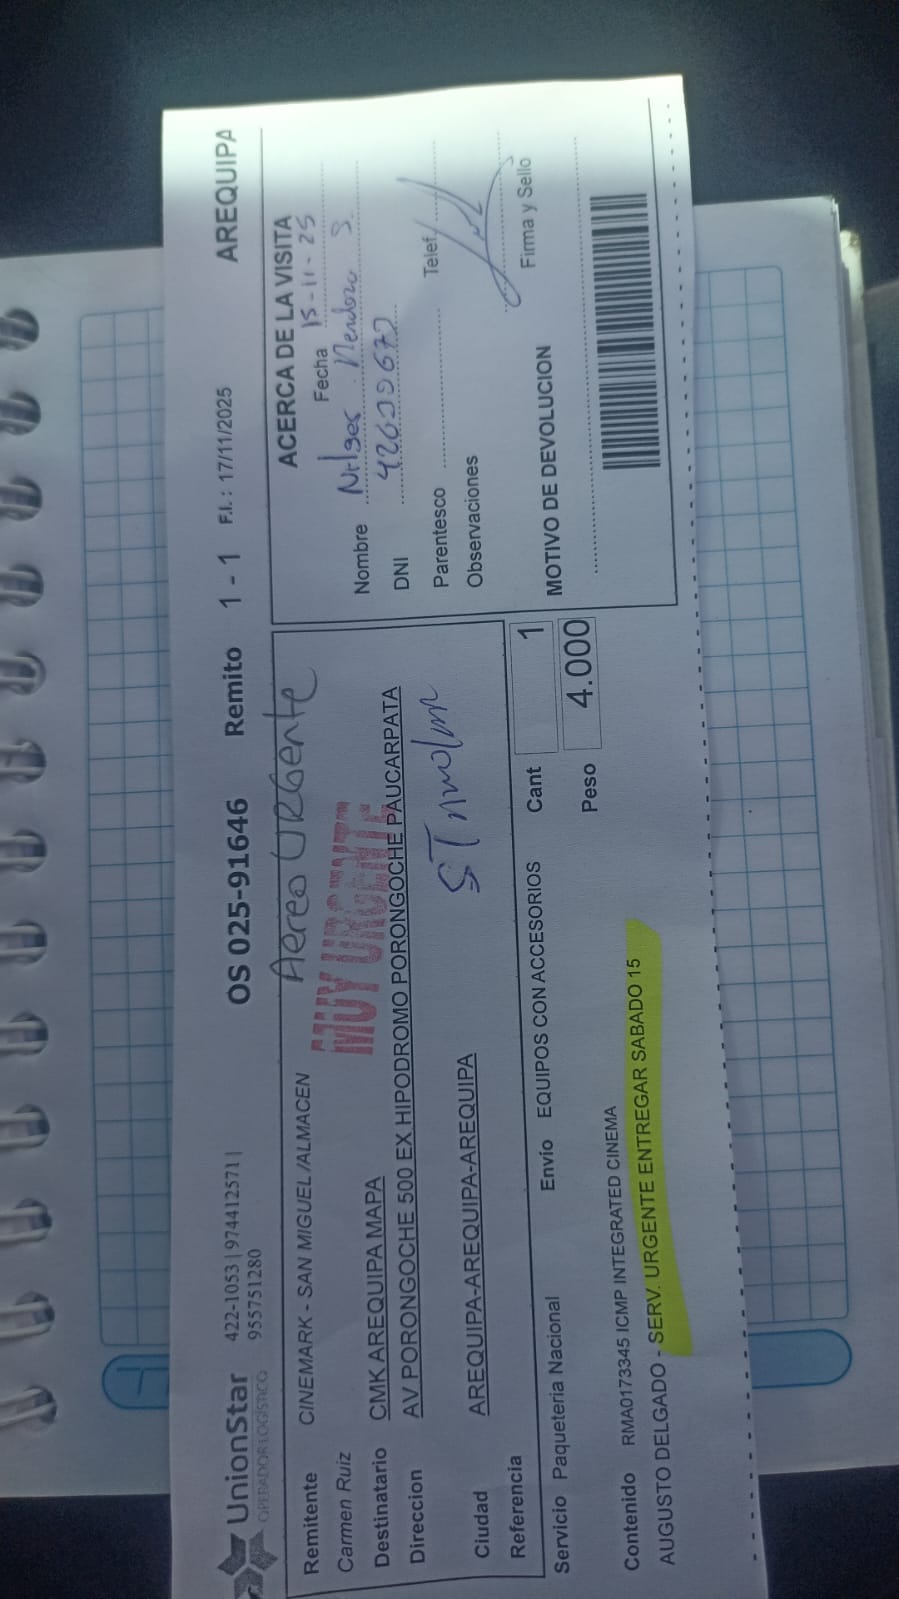 UnionStar
OPERADOR LOGÍSTICO
422-1053 | 974412571 |
955751280
OS 025-91646 Remito 1 - 1 F.I.: 17/11/2025 AREQUIPA
Aereo URGente
MUY URGENTE
Remitente CINEMARK - SAN MIGUEL /ALMACEN
Carmen Ruiz
Destinatario CMK AREQUIPA MAPA
Direccion AV PORONGOCHE 500 EX HIPODROMO PORONGOCHE PAUCARPATA
Ciudad AREQUIPA-AREQUIPA-AREQUIPA
Referencia
Servicio Paqueteria Nacional Envío EQUIPOS CON ACCESORIOS Cant 1
Peso 4.000
Contenido RMA0173345 ICMP INTEGRATED CINEMA
AUGUSTO DELGADO - SERV. URGENTE ENTREGAR SABADO 15
ACERCA DE LA VISITA
Fecha 15-11-25
Nombre Mendoza
DNI
Parentesco Telef.
Observaciones
Firma y Sello
MOTIVO DE DEVOLUCION